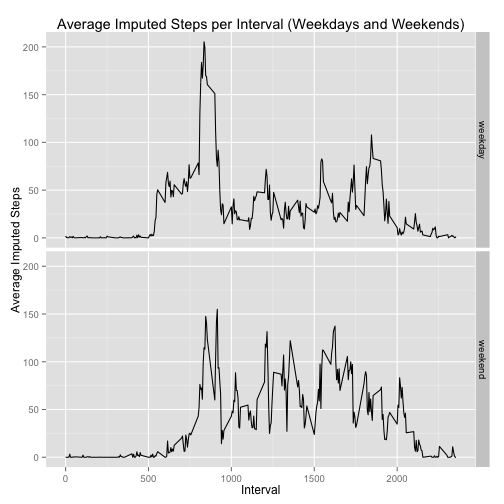 Average Imputed Steps per Interval (Weekdays and Weekends)
Average Imputed Steps
200
150
100
50
0
weekday
200
150
100
50
0
weekend
0 500 1000 1500 2000
Interval